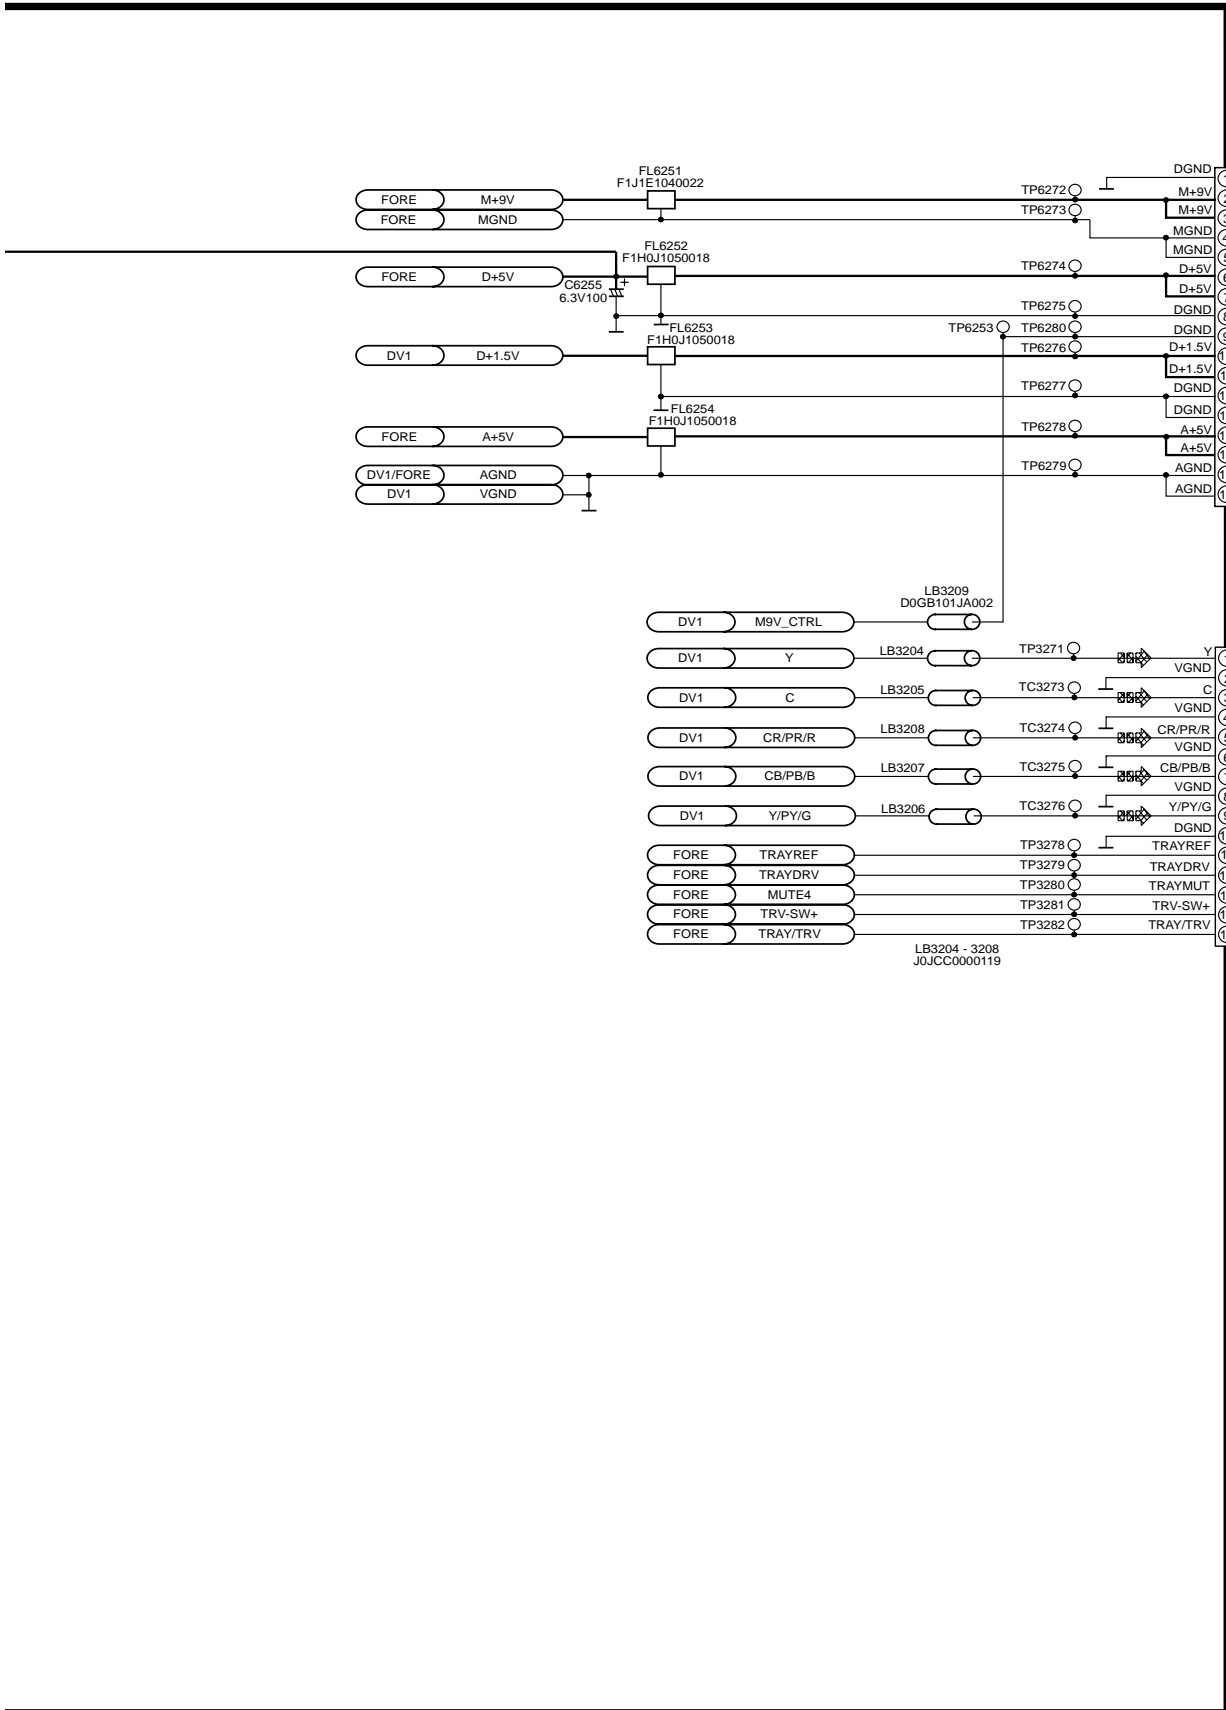 FL6251
F1J1E1040022
DGND
FORE M+9V TP6272 M+9V
M+9V
FORE MGND TP6273
MGND
MGND
FL6252
F1H0J1050018
FORE D+5V TP6274 D+5V
C6255 +
6.3V100
D+5V
TP6275 DGND
FL6253
F1H0J1050018
TP6253 TP6280 DGND
DV1 D+1.5V TP6276 D+1.5V
D+1.5V
TP6277 DGND
FL6254
F1H0J1050018
DGND
FORE A+5V TP6278 A+5V
A+5V
DV1/FORE AGND TP6279 AGND
DV1 VGND AGND
LB3209
D0GB101JA002
DV1 M9V_CTRL
DV1 Y LB3204 TP3271 Y
VGND
DV1 C LB3205 TC3273 C
VGND
DV1 CR/PR/R LB3208 TC3274 CR/PR/R
VGND
DV1 CB/PB/B LB3207 TC3275 CB/PB/B
VGND
DV1 Y/PY/G LB3206 TC3276 Y/PY/G
DGND
FORE TRAYREF TP3278 TRAYREF
FORE TRAYDRV TP3279 TRAYDRV
FORE MUTE4 TP3280 TRAYMUT
FORE TRV-SW+ TP3281 TRV-SW+
FORE TRAY/TRV TP3282 TRAY/TRV
LB3204 - 3208
J0JCC0000119